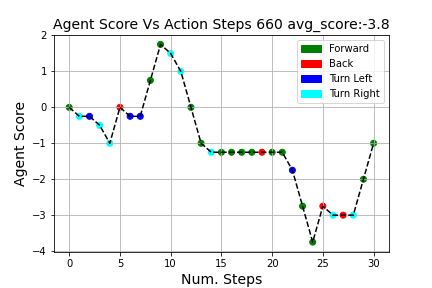 Agent Score Vs Action Steps 660 avg_score:-3.8
Forward
Back
Turn Left
Turn Right
2
1
0
−1
−2
−3
−4
Agent Score
0 5 10 15 20 25 30
Num. Steps